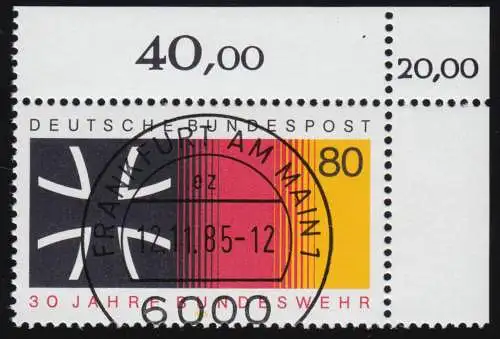 40,00
20,00
DEUTSCHE BUNDESPOST
80
FRANKFURT AM MAIN 1
ez
12.11.85-12
6000
30 JAHRE BUNDESWEHR